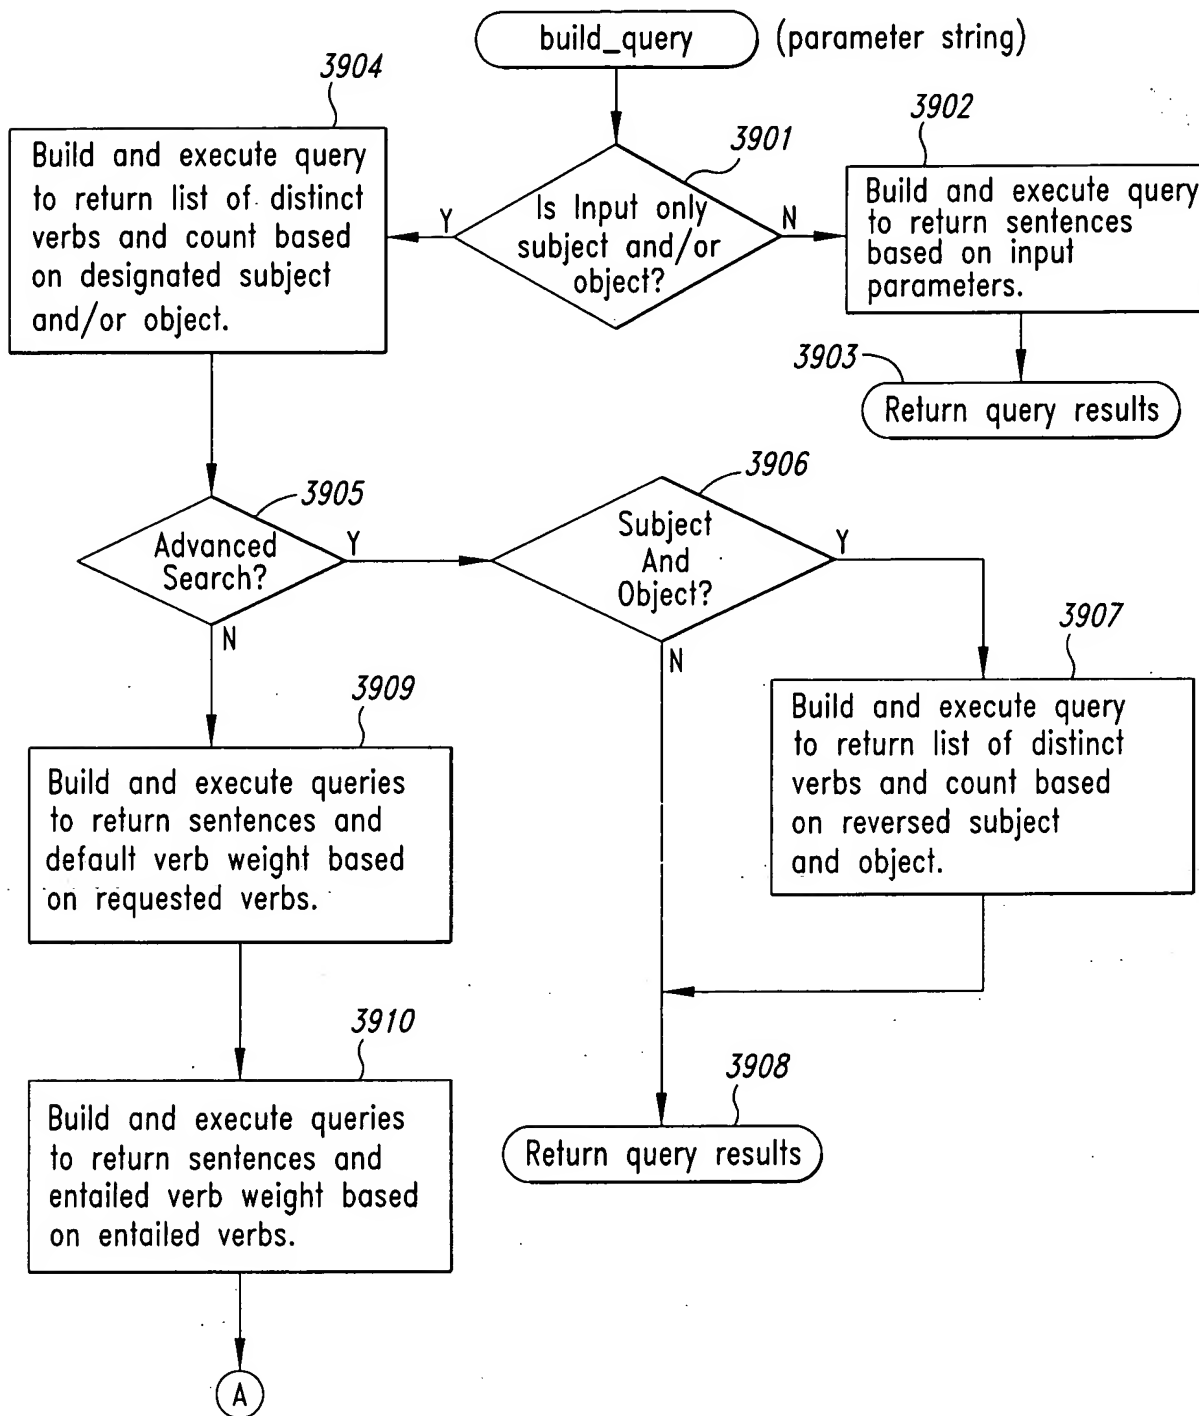 build_query (parameter string)
3904
Build and execute query
to return list of distinct
verbs and count based
on designated subject
and/or object.
3901
Is Input only
subject and/or
object?
Y
N
3902
Build and execute query
to return sentences
based on input
parameters.
3903
Return query results
3905
Advanced
Search?
Y
N
3906
Subject
And
Object?
Y
N
3907
Build and execute query
to return list of distinct
verbs and count based
on reversed subject
and object.
3909
Build and execute queries
to return sentences and
default verb weight based
on requested verbs.
3910
Build and execute queries
to return sentences and
entailed verb weight based
on entailed verbs.
3908
Return query results
A